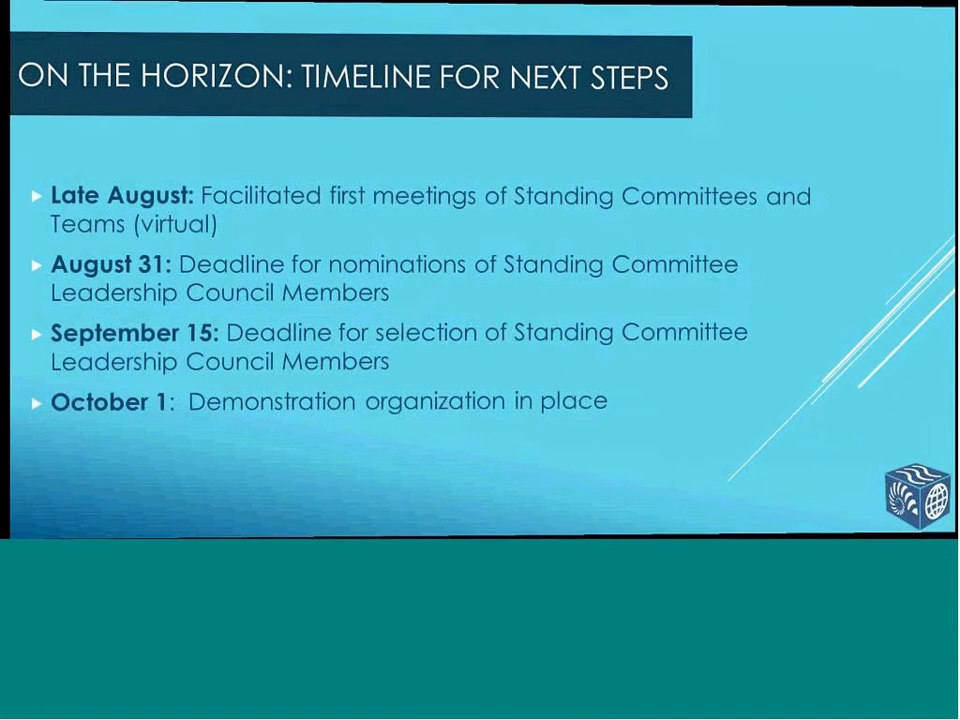 ON THE HORIZON: TIMELINE FOR NEXT STEPS
Late August: Facilitated first meetings of Standing Committees and
Teams (virtual)
August 31: Deadline for nominations of Standing Committee
Leadership Council Members
September 15: Deadline for selection of Standing Committee
Leadership Council Members
October 1:  Demonstration organization in place